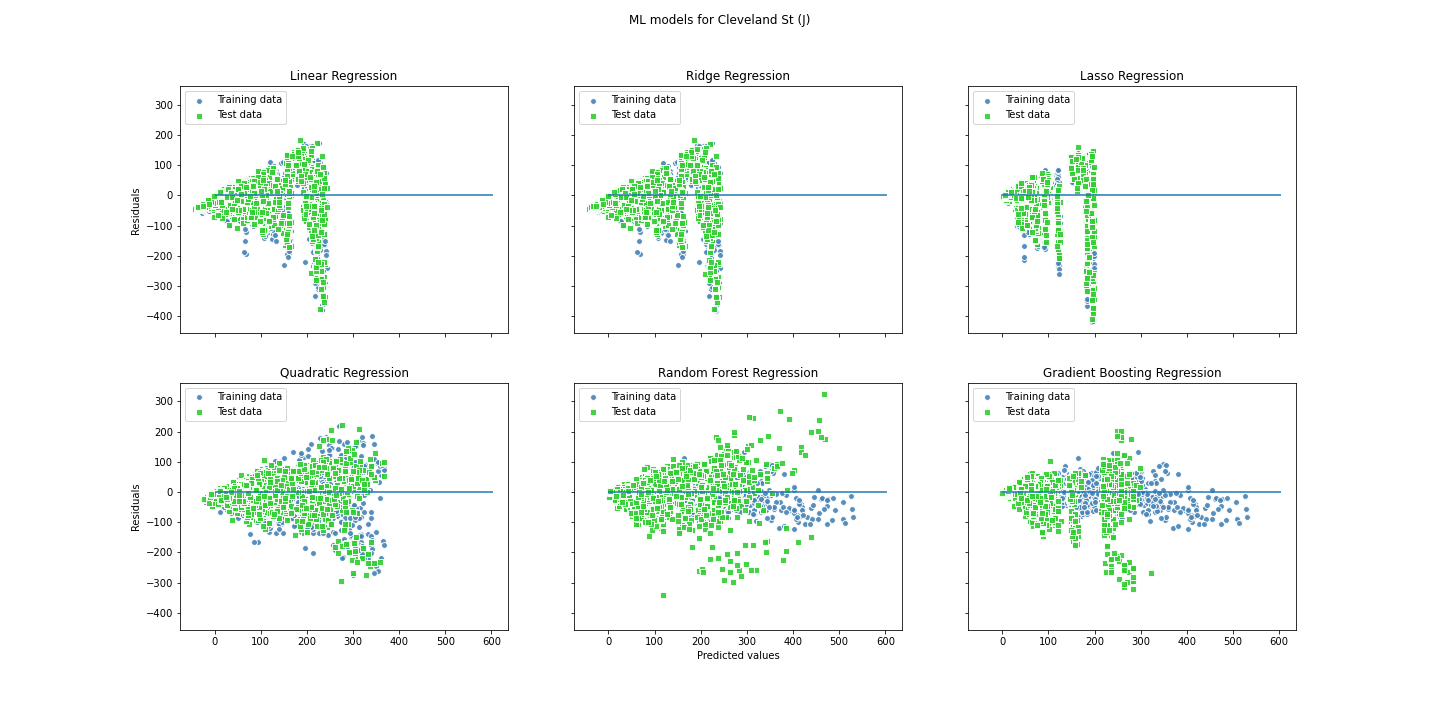 ML models for Cleveland St (J)
Linear Regression
Ridge Regression
Lasso Regression
Training data
Test data
Training data
Test data
Training data
Test data
300
200
100
0
−100
−200
−300
−400
Residuals
Quadratic Regression
Random Forest Regression
Gradient Boosting Regression
Training data
Test data
Training data
Test data
Training data
Test data
300
200
100
0
−100
−200
−300
−400
Residuals
0 100 200 300 400 500 600
0 100 200 300 400 500 600
0 100 200 300 400 500 600
Predicted values